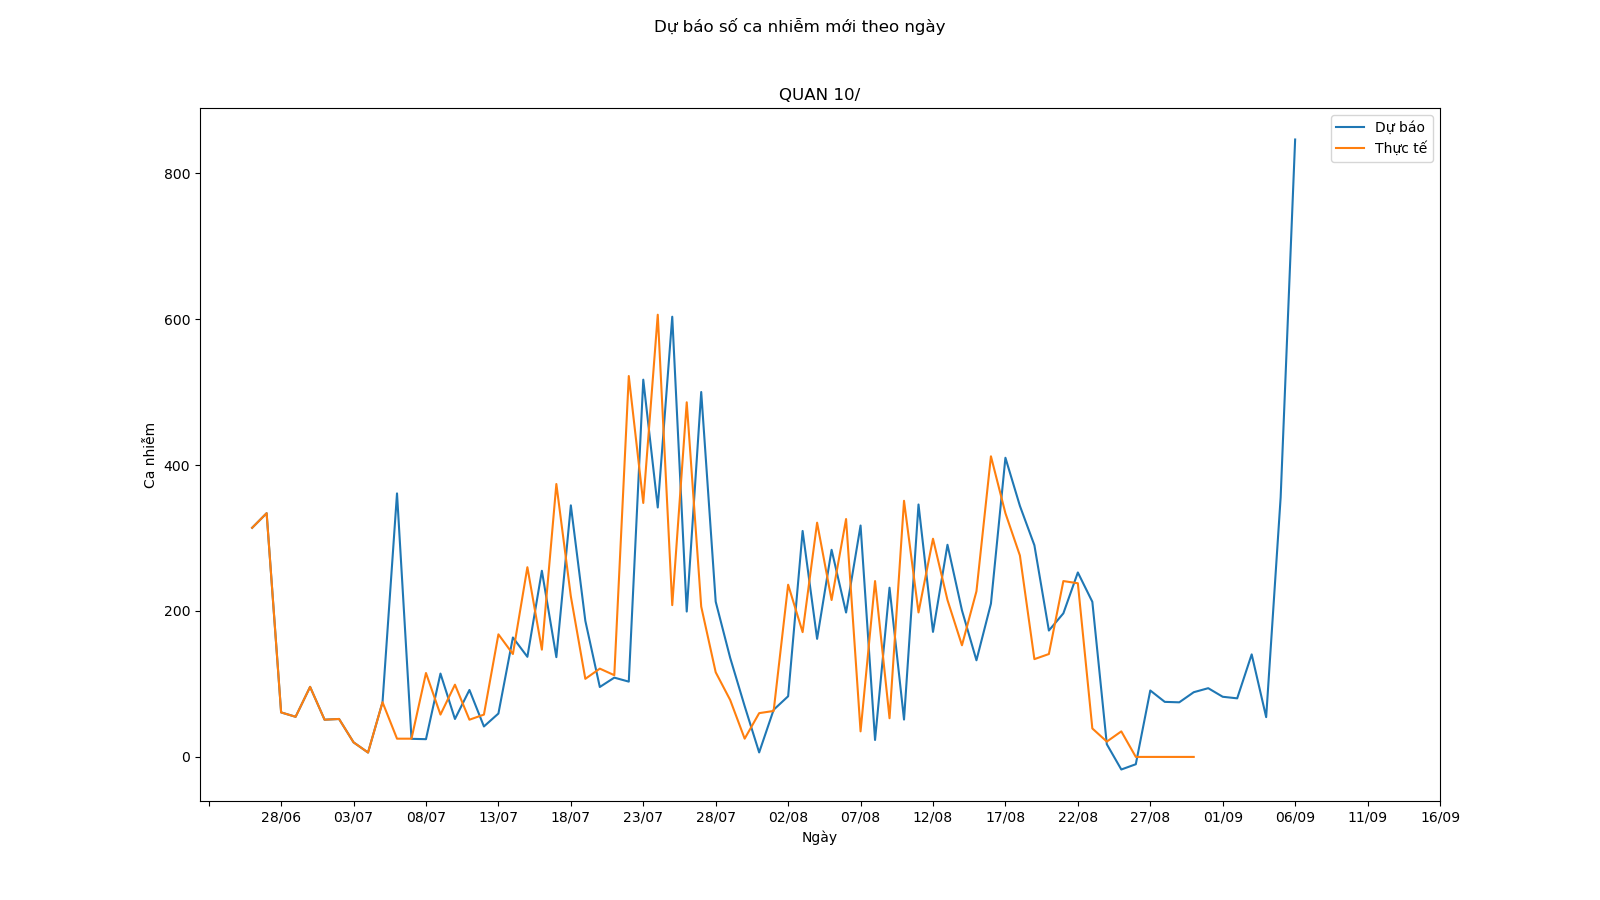 Dự báo số ca nhiễm mới theo ngày
QUAN 10/
Dự báo
Thực tế
Ca nhiễm
800
600
400
200
0
28/06 03/07 08/07 13/07 18/07 23/07 28/07 02/08 07/08 12/08 17/08 22/08 27/08 01/09 06/09 11/09 16/09
Ngày